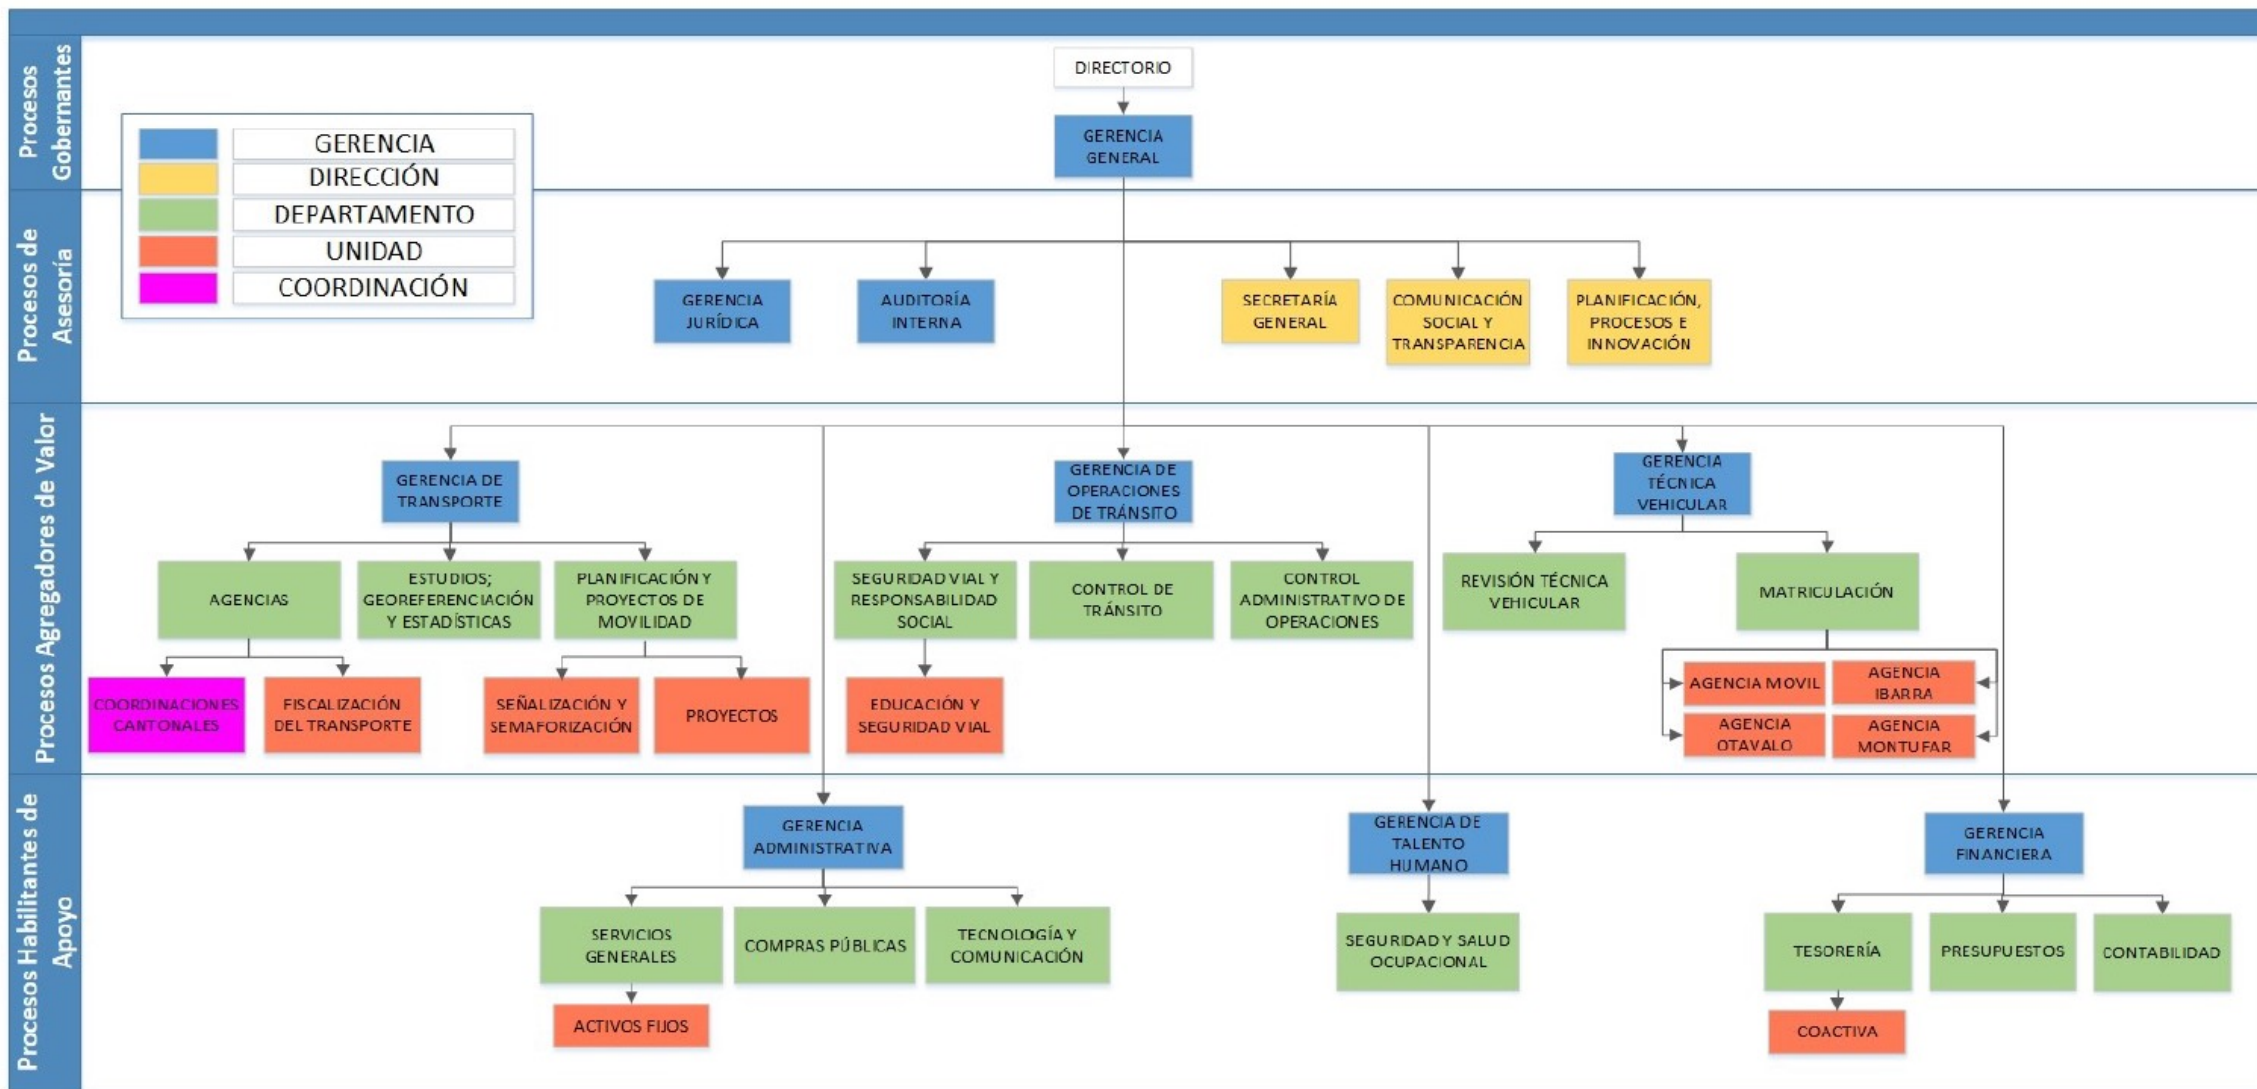 Procesos
Gobernantes
DIRECTORIO
GERENCIA
GENERAL
GERENCIA
DIRECCIÓN
DEPARTAMENTO
UNIDAD
COORDINACIÓN
Procesos de
Asesoría
GERENCIA
JURÍDICA
AUDITORÍA
INTERNA
SECRETARÍA
GENERAL
COMUNICACIÓN
SOCIAL Y
TRANSPARENCIA
PLANIFICACIÓN,
PROCESOS E
INNOVACIÓN
Procesos Agregadores de Valor
GERENCIA DE
TRANSPORTE
GERENCIA DE
OPERACIONES
DE TRÁNSITO
GERENCIA
TÉCNICA
VEHICULAR
AGENCIAS
ESTUDIOS;
GEOREFERENCIACIÓN
Y ESTADÍSTICAS
PLANIFICACIÓN Y
PROYECTOS DE
MOVILIDAD
SEGURIDAD VIAL Y
RESPONSABILIDAD
SOCIAL
CONTROL DE
TRÁNSITO
CONTROL
ADMINISTRATIVO DE
OPERACIONES
REVISIÓN TÉCNICA
VEHICULAR
MATRICULACIÓN
COORDINACIONES
CANTONALES
FISCALIZACIÓN
DEL TRANSPORTE
SEÑALIZACIÓN Y
SEMAFORIZACIÓN
PROYECTOS
EDUCACIÓN Y
SEGURIDAD VIAL
AGENCIA MOVIL
AGENCIA
IBARRA
AGENCIA
OTAVALO
AGENCIA
MONTUFAR
Procesos Habilitantes de
Apoyo
GERENCIA
ADMINISTRATIVA
GERENCIA DE
TALENTO
HUMANO
GERENCIA
FINANCIERA
SERVICIOS
GENERALES
COMPRAS PÚBLICAS
TECNOLOGÍA Y
COMUNICACIÓN
SEGURIDAD Y SALUD
OCUPACIONAL
TESORERÍA
PRESUPUESTOS
CONTABILIDAD
ACTIVOS FIJOS
COACTIVA